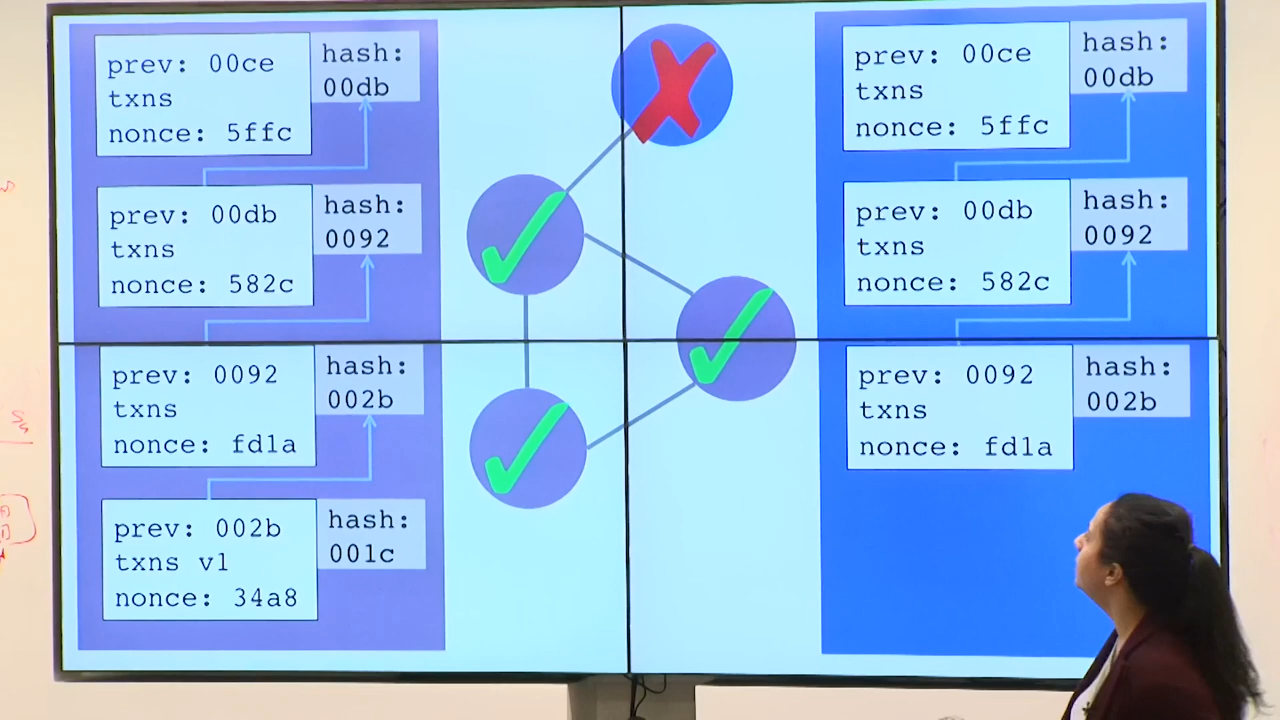 prev: 00ce
txns
nonce: 5ffc
hash:
00db
prev: 00db
txns
nonce: 582c
hash:
0092
prev: 0092
txns
nonce: fd1a
hash:
002b
prev: 002b
txns v1
nonce: 34a8
hash:
001c
prev: 00ce
txns
nonce: 5ffc
hash:
00db
prev: 00db
txns
nonce: 582c
hash:
0092
prev: 0092
txns
nonce: fd1a
hash:
002b